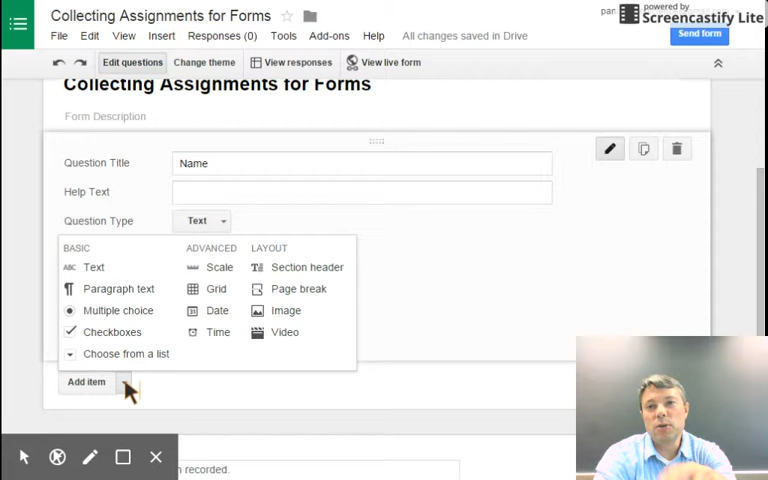 Collecting Assignments for Forms
powered by
Screencastify Lite
File Edit View Insert Responses (0) Tools Add-ons Help All changes saved in Drive
Send form
Edit questions Change theme View responses View live form
Collecting Assignments for Forms
Form Description
Question Title Name
Help Text
Question Type Text
BASIC ADVANCED LAYOUT
ABC Text Scale Tт Section header
Paragraph text Grid Page break
Multiple choice 31 Date Image
Checkboxes Time Video
Choose from a list
Add item
n recorded.